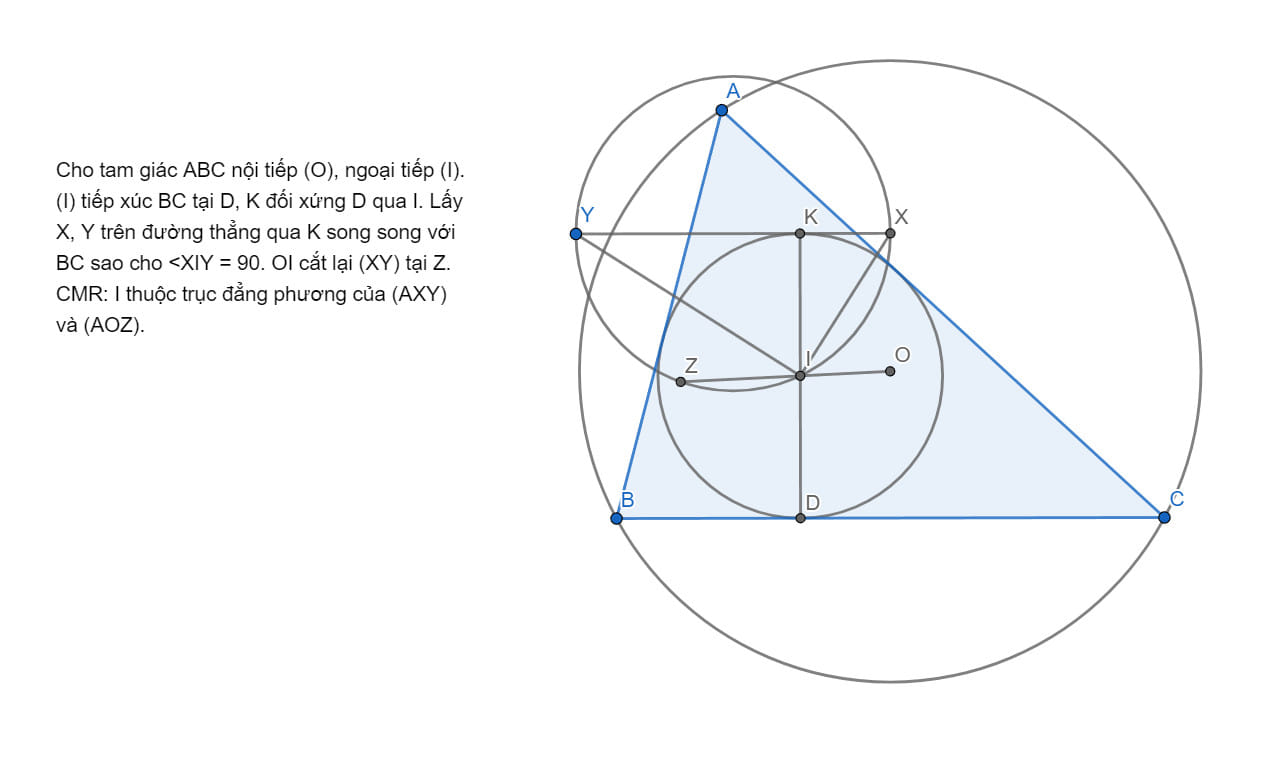 Cho tam giác ABC nội tiếp (O), ngoại tiếp (I).
(I) tiếp xúc BC tại D, K đối xứng D qua I. Lấy
X, Y trên đường thẳng qua K song song với
BC sao cho <XIY = 90. OI cắt lại (XY) tại Z.
CMR: I thuộc trục đẳng phương của (AXY)
và (AOZ).
A
Y
K
X
Z
I
O
B
D
C